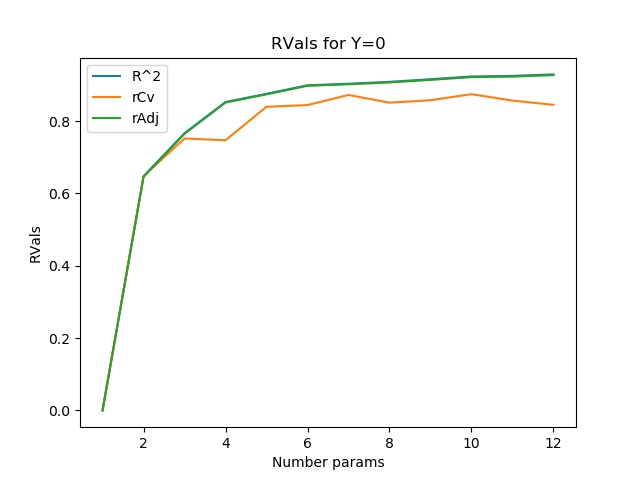 RVals for Y=0
R^2
rCv
rAdj
RVals
0.8
0.6
0.4
0.2
0.0
2 4 6 8 10 12
Number params